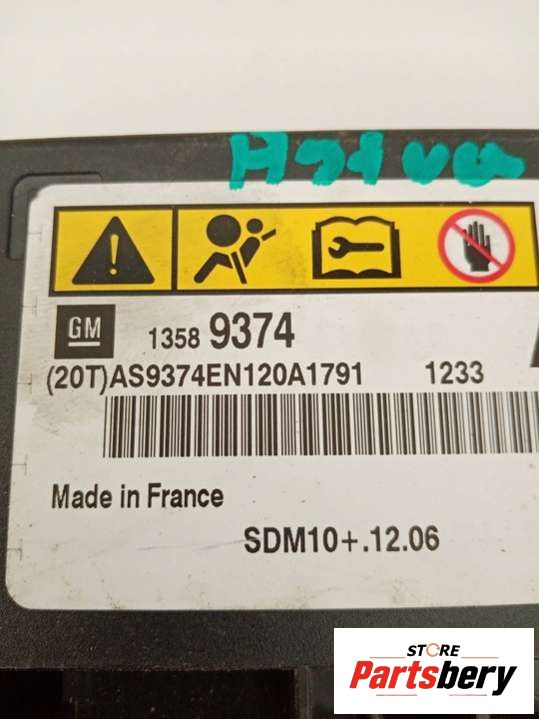 GM 1358 9374
(20T)AS9374EN120A1791 1233
Made in France
SDM10+.12.06
STORE
Partsbery